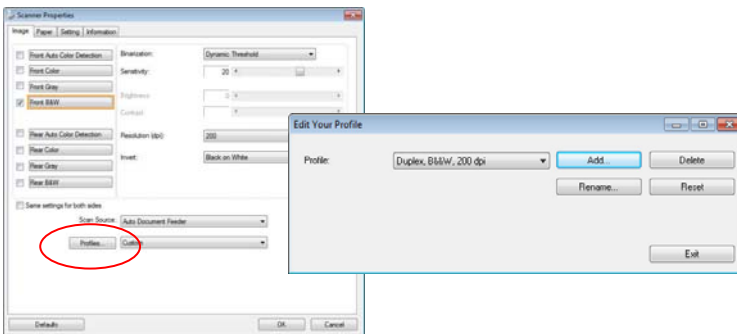 Scanner Properties
Image Paper Setting Information
Front Auto Color Detection
Front Color
Front Gray
Front B&W
Rear Auto Color Detection
Rear Color
Rear Gray
Rear B&W
Binarization: Dynamic Threshold
Sensitivity: 20
Brightness:
Contrast:
Resolution (dpi): 200
Invert: Black on White
Same settings for both sides
Scan Source: Auto Document Feeder
Profiles... Custom
Defaults OK Cancel
Edit Your Profile
Profile: Duplex, B&W, 200 dpi Add... Delete
Rename... Reset
Exit